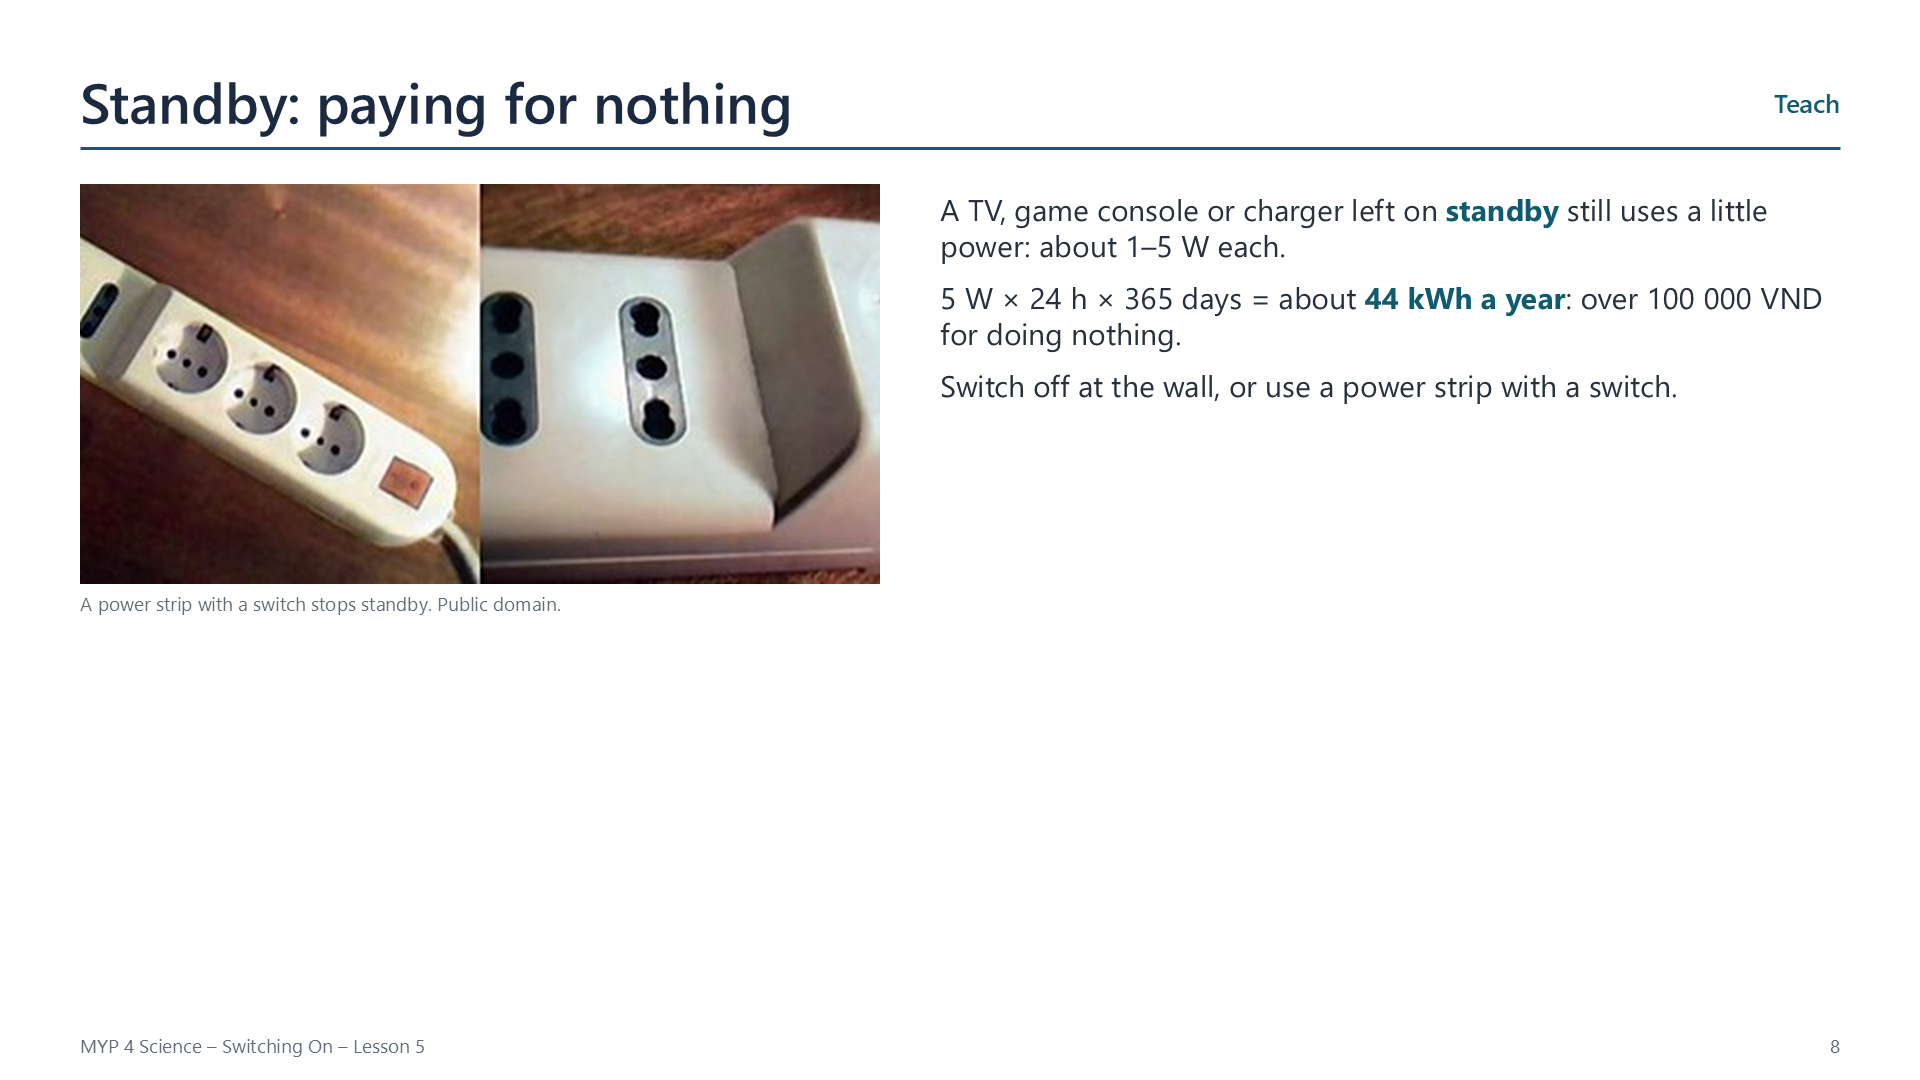 Standby: paying for nothing
Teach
A TV, game console or charger left on standby still uses a little
power: about 1–5 W each.
5 W × 24 h × 365 days = about 44 kWh a year: over 100 000 VND
for doing nothing.
Switch off at the wall, or use a power strip with a switch.
A power strip with a switch stops standby. Public domain.
MYP 4 Science – Switching On – Lesson 5
8